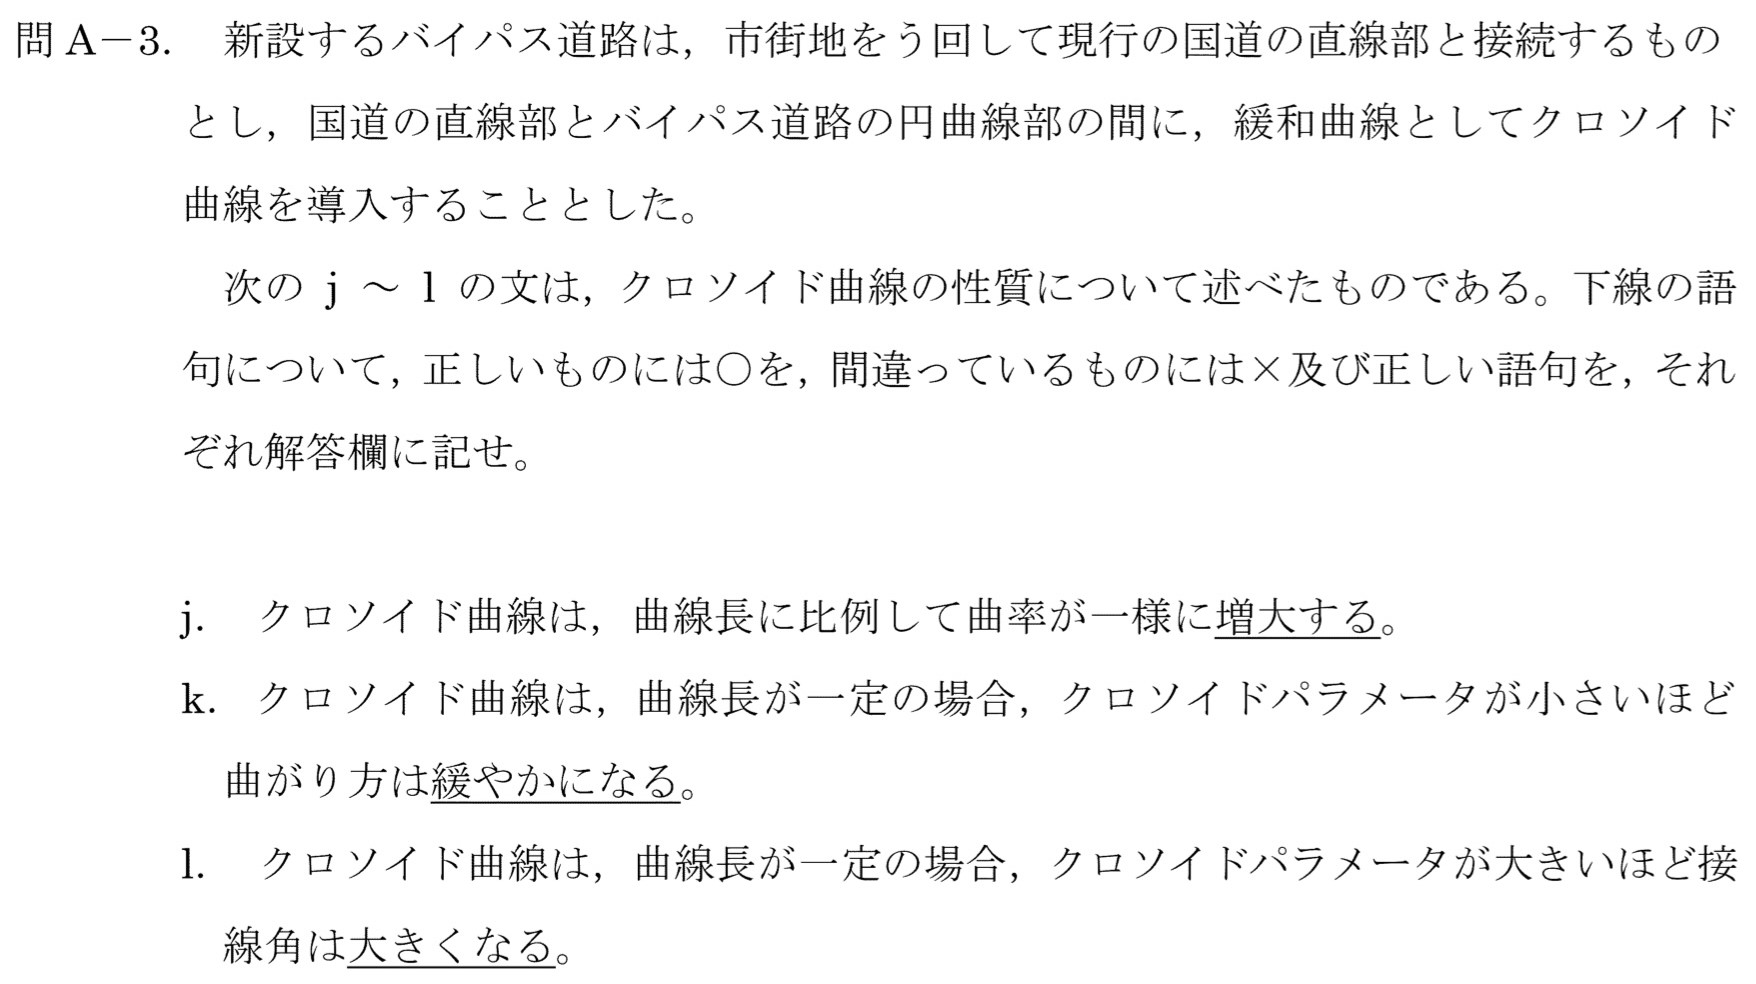 問A－3.　新設するバイパス道路は，市街地をう回して現行の国道の直線部と接続するもの
とし，国道の直線部とバイパス道路の円曲線部の間に，緩和曲線としてクロソイド
曲線を導入することとした。
次の j ～ l の文は，クロソイド曲線の性質について述べたものである。下線の語
句について，正しいものには○を，間違っているものには×及び正しい語句を，それ
ぞれ解答欄に記せ。
j.　クロソイド曲線は，曲線長に比例して曲率が一様に増大する。
k.　クロソイド曲線は，曲線長が一定の場合，クロソイドパラメータが小さいほど
曲がり方は緩やかになる。
l.　クロソイド曲線は，曲線長が一定の場合，クロソイドパラメータが大きいほど接
線角は大きくなる。